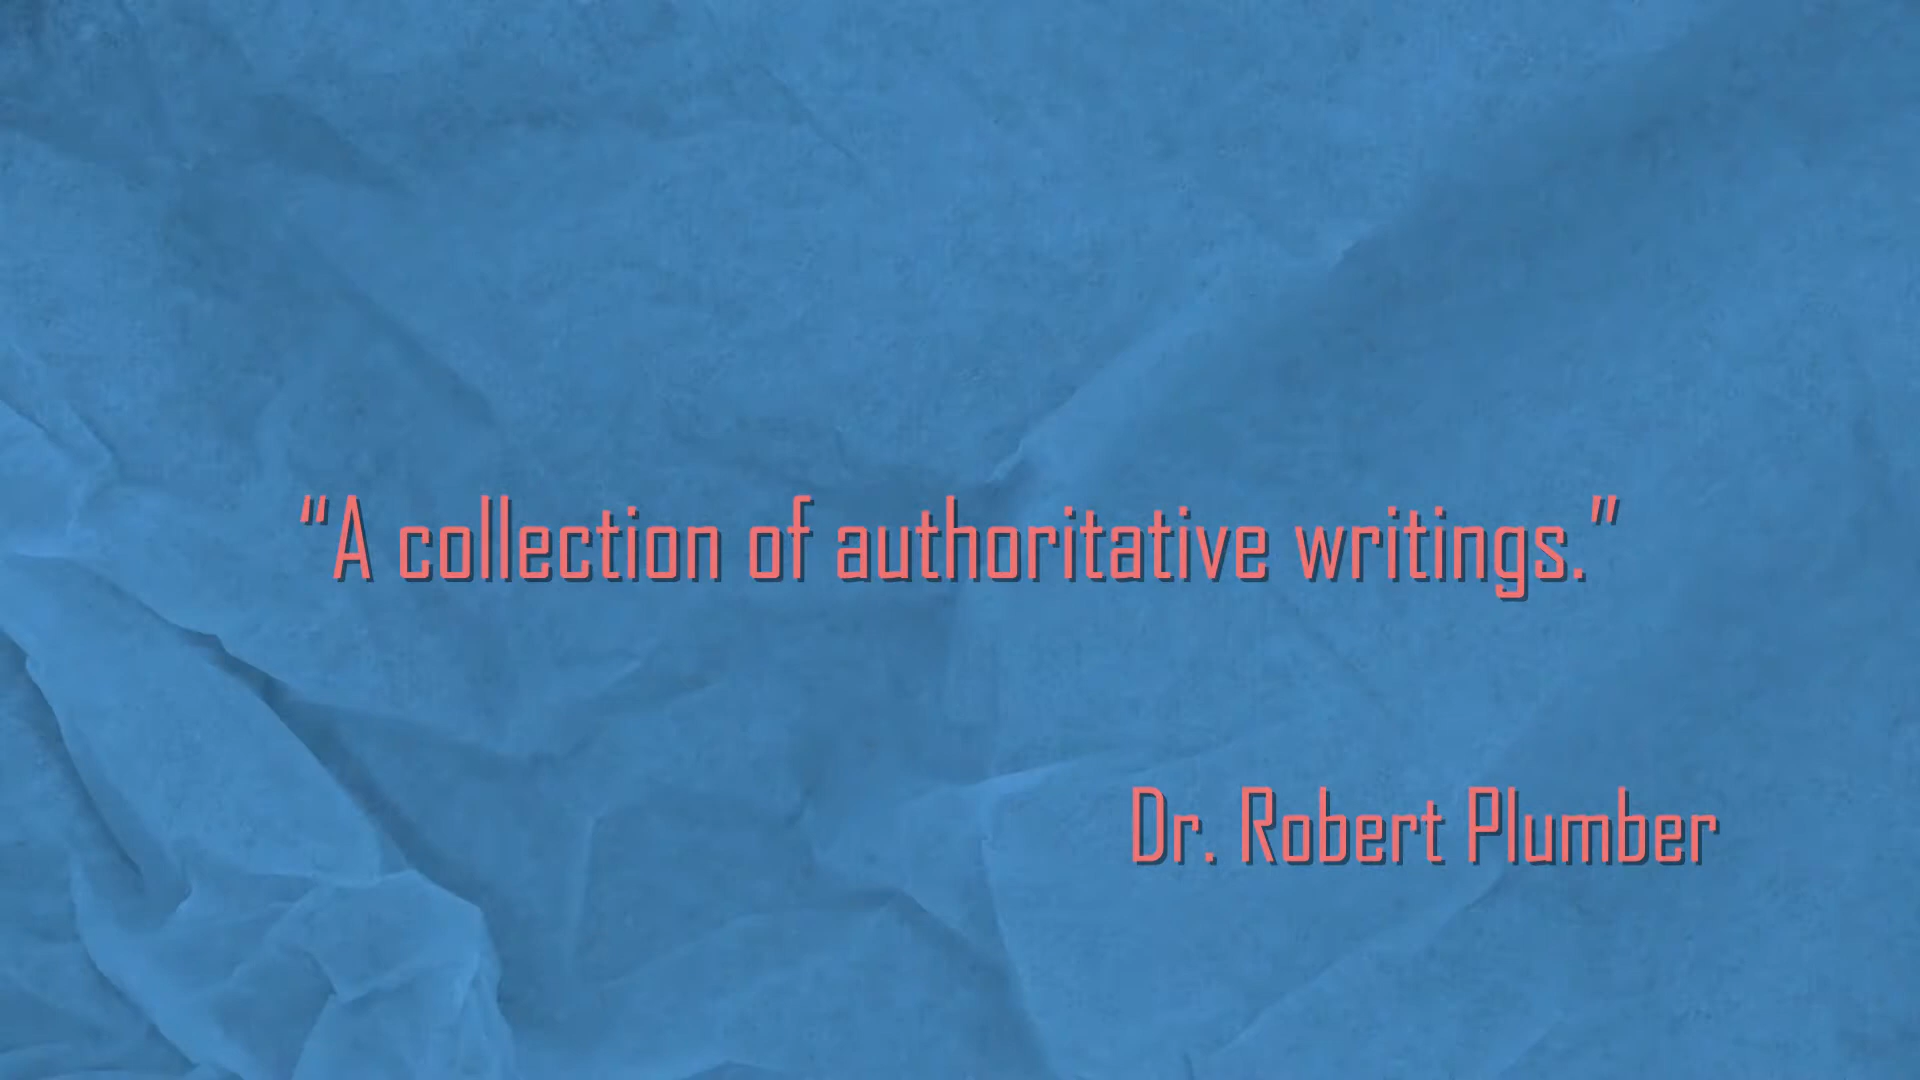 “A collection of authoritative writings.”
Dr. Robert Plumber